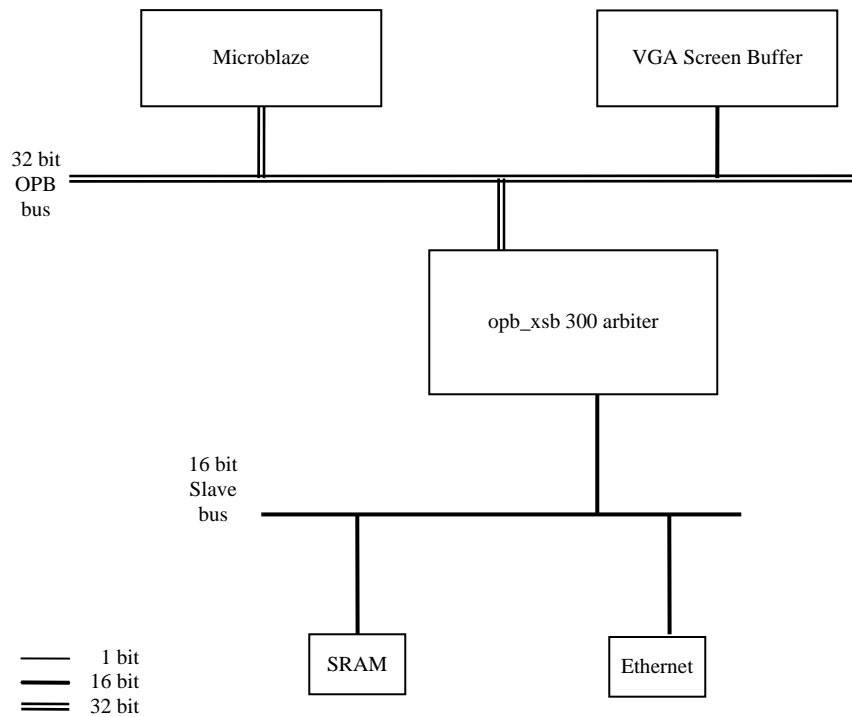 Microblaze
VGA Screen Buffer
32 bit
OPB
bus
opb_xsb 300 arbiter
16 bit
Slave
bus
SRAM
Ethernet
1 bit
16 bit
32 bit